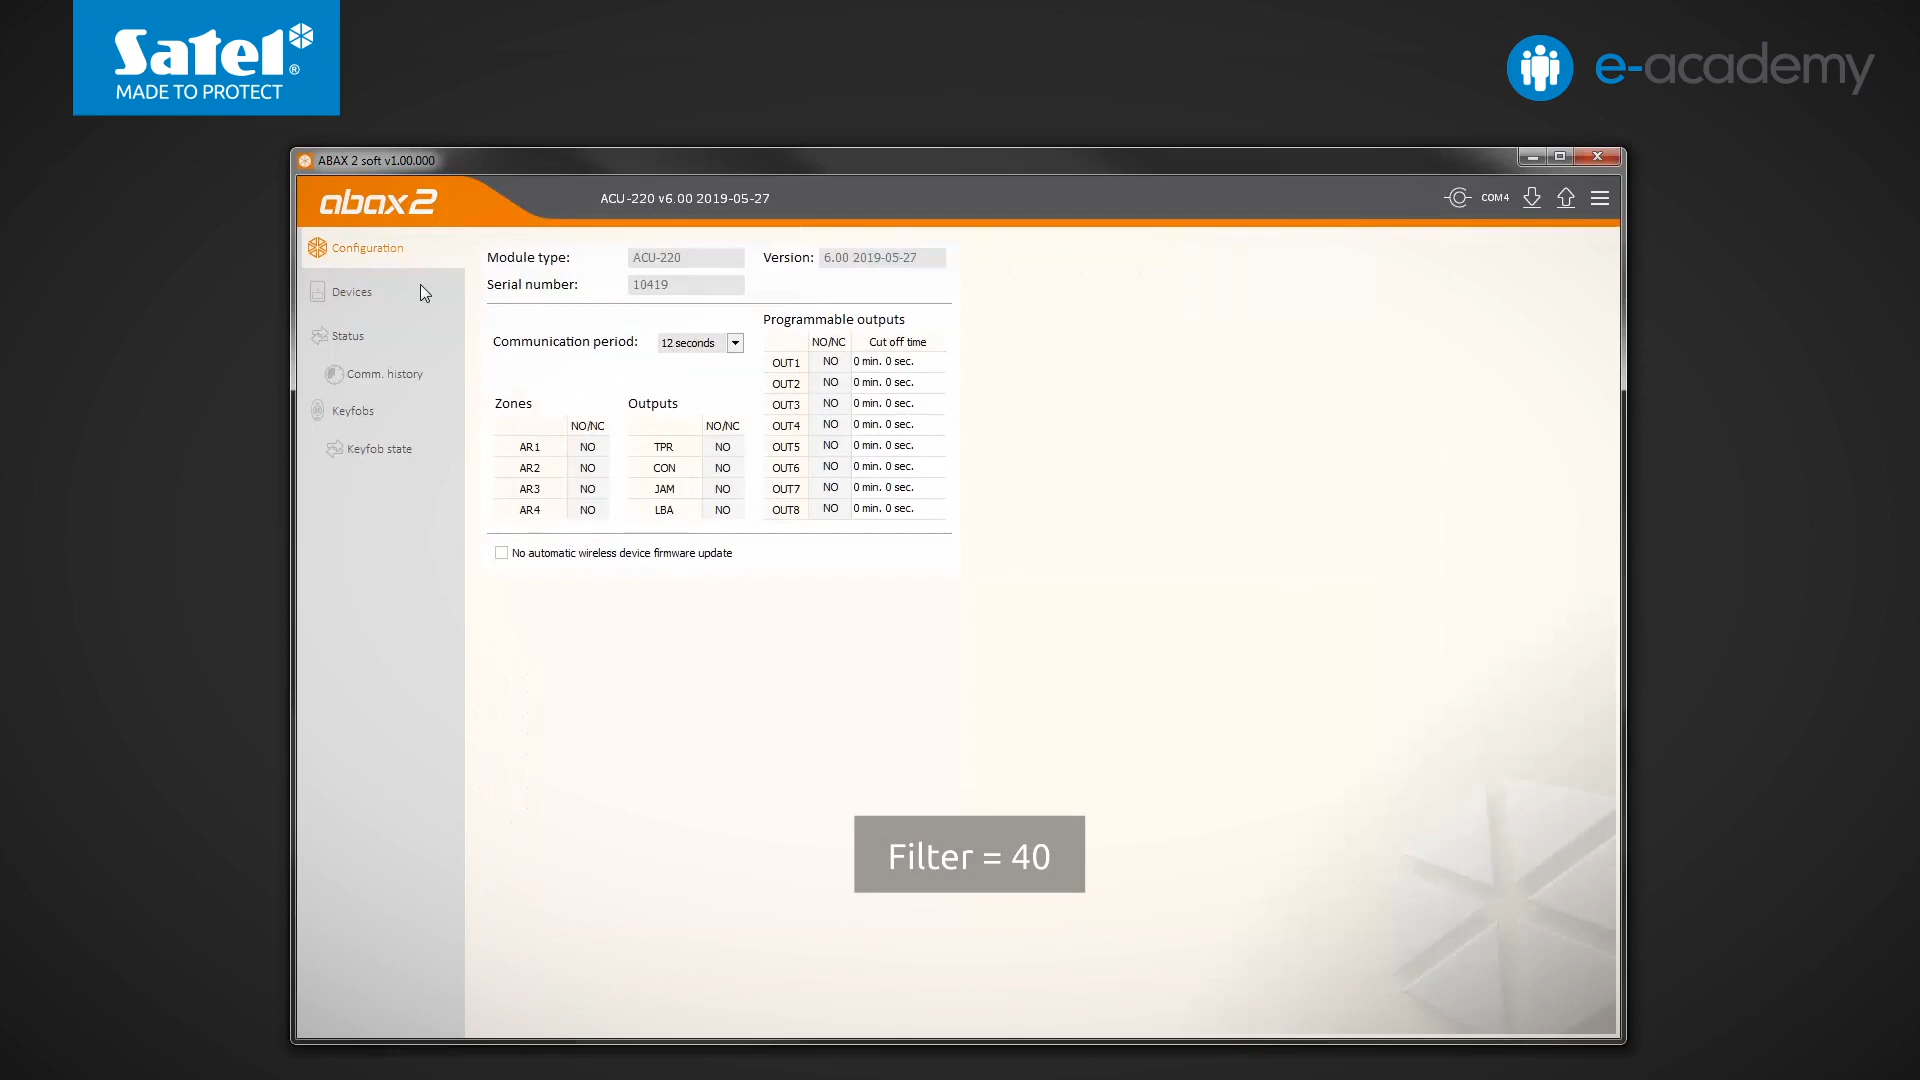 Satel®
MADE TO PROTECT
e-academy
ABAX 2 soft v1.00.000
abax2
ACU-220 v6.00 2019-05-27
COM4
Configuration
Devices
Status
Comm. history
Keyfobs
Keyfob state
Module type: ACU-220 Version: 6.00 2019-05-27
Serial number: 10419
Communication period: 12 seconds
Programmable outputs
NO/NC Cut off time
OUT1 NO 0 min. 0 sec.
OUT2 NO 0 min. 0 sec.
OUT3 NO 0 min. 0 sec.
OUT4 NO 0 min. 0 sec.
OUT5 NO 0 min. 0 sec.
OUT6 NO 0 min. 0 sec.
OUT7 NO 0 min. 0 sec.
OUT8 NO 0 min. 0 sec.
Zones
NO/NC
AR1 NO
AR2 NO
AR3 NO
AR4 NO
Outputs
NO/NC
TPR NO
CON NO
JAM NO
LBA NO
No automatic wireless device firmware update
Filter = 40